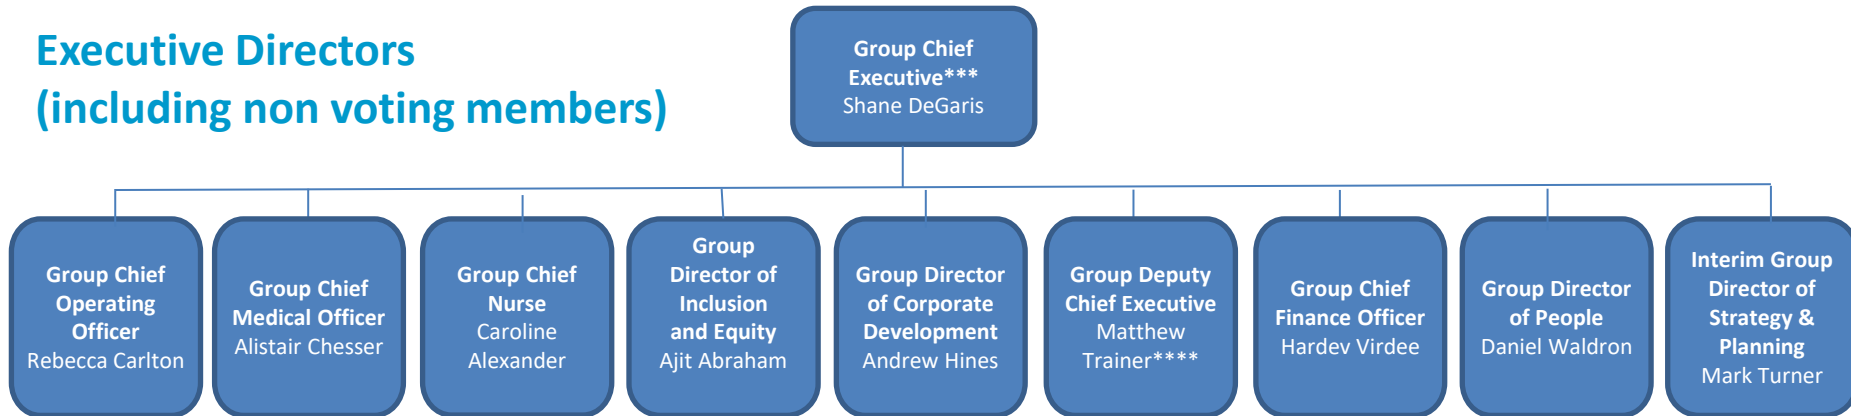 Executive Directors
(including non voting members)
Group Chief
Executive***
Shane DeGaris
Group Chief
Operating
Officer
Rebecca Carlton
Group Chief
Medical Officer
Alistair Chesser
Group Chief
Nurse
Caroline
Alexander
Group
Director of
Inclusion
and Equity
Ajit Abraham
Group Director
of Corporate
Development
Andrew Hines
Group Deputy
Chief Executive
Matthew
Trainer****
Group Chief
Finance Officer
Hardev Virdee
Group Director
of People
Daniel Waldron
Interim Group
Director of
Strategy &
Planning
Mark Turner